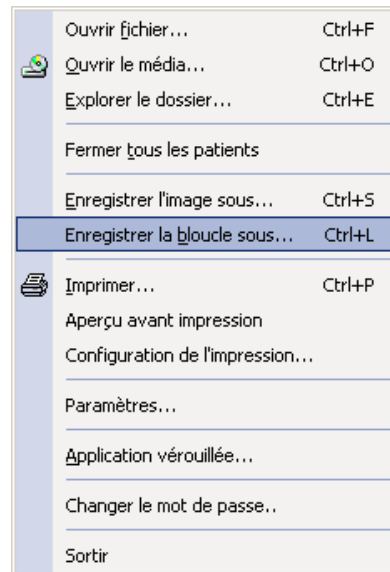 Ouvrir fichier... Ctrl+F
Ouvrir le média... Ctrl+O
Explorer le dossier... Ctrl+E
Fermer tous les patients
Enregistrer l'image sous... Ctrl+S
Enregistrer la bloucle sous... Ctrl+L
Imprimer... Ctrl+P
Aperçu avant impression
Configuration de l'impression...
Paramètres...
Application vérouillée...
Changer le mot de passe..
Sortir